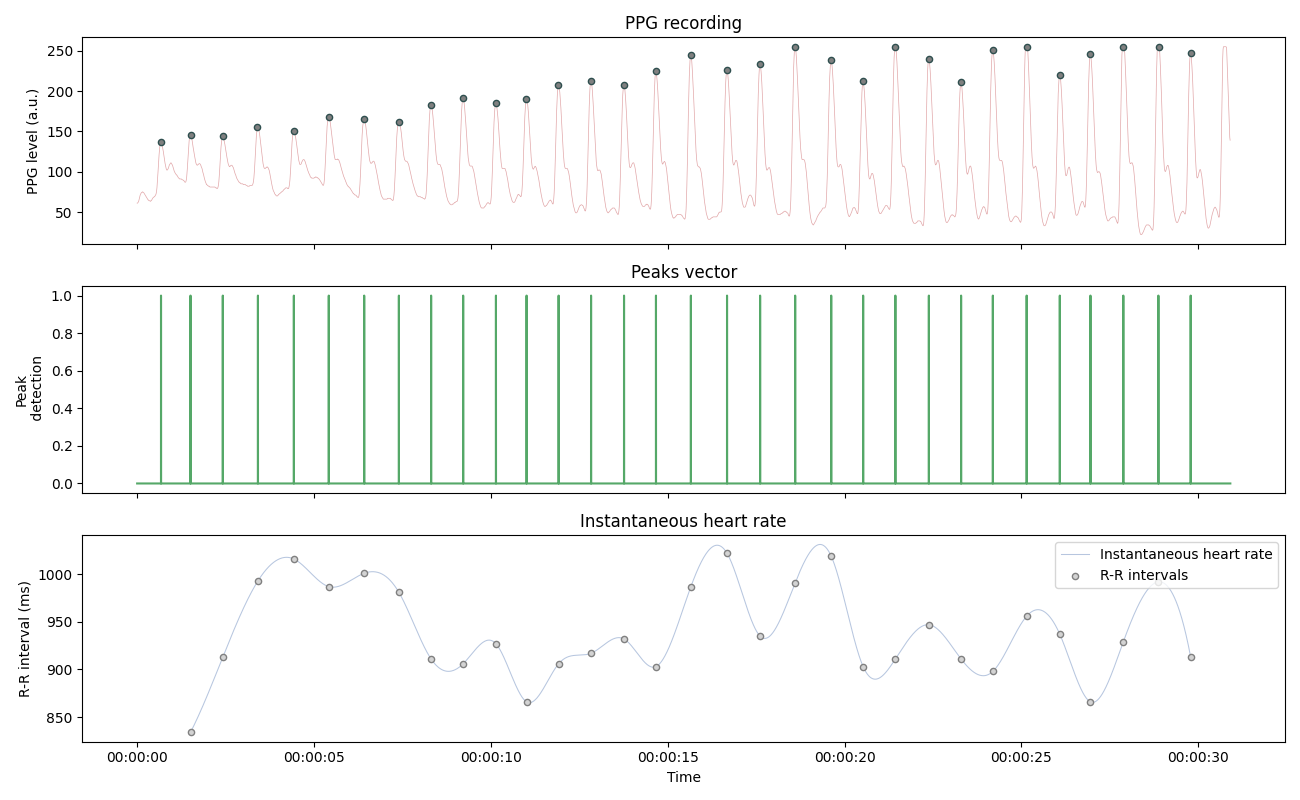 PPG recording
PPG level (a.u.)
250
200
150
100
50
Peaks vector
Peak
detection
1.0
0.8
0.6
0.4
0.2
0.0
Instantaneous heart rate
R-R interval (ms)
1000
950
900
850
Instantaneous heart rate
R-R intervals
00:00:00
00:00:05
00:00:10
00:00:15
00:00:20
00:00:25
00:00:30
Time